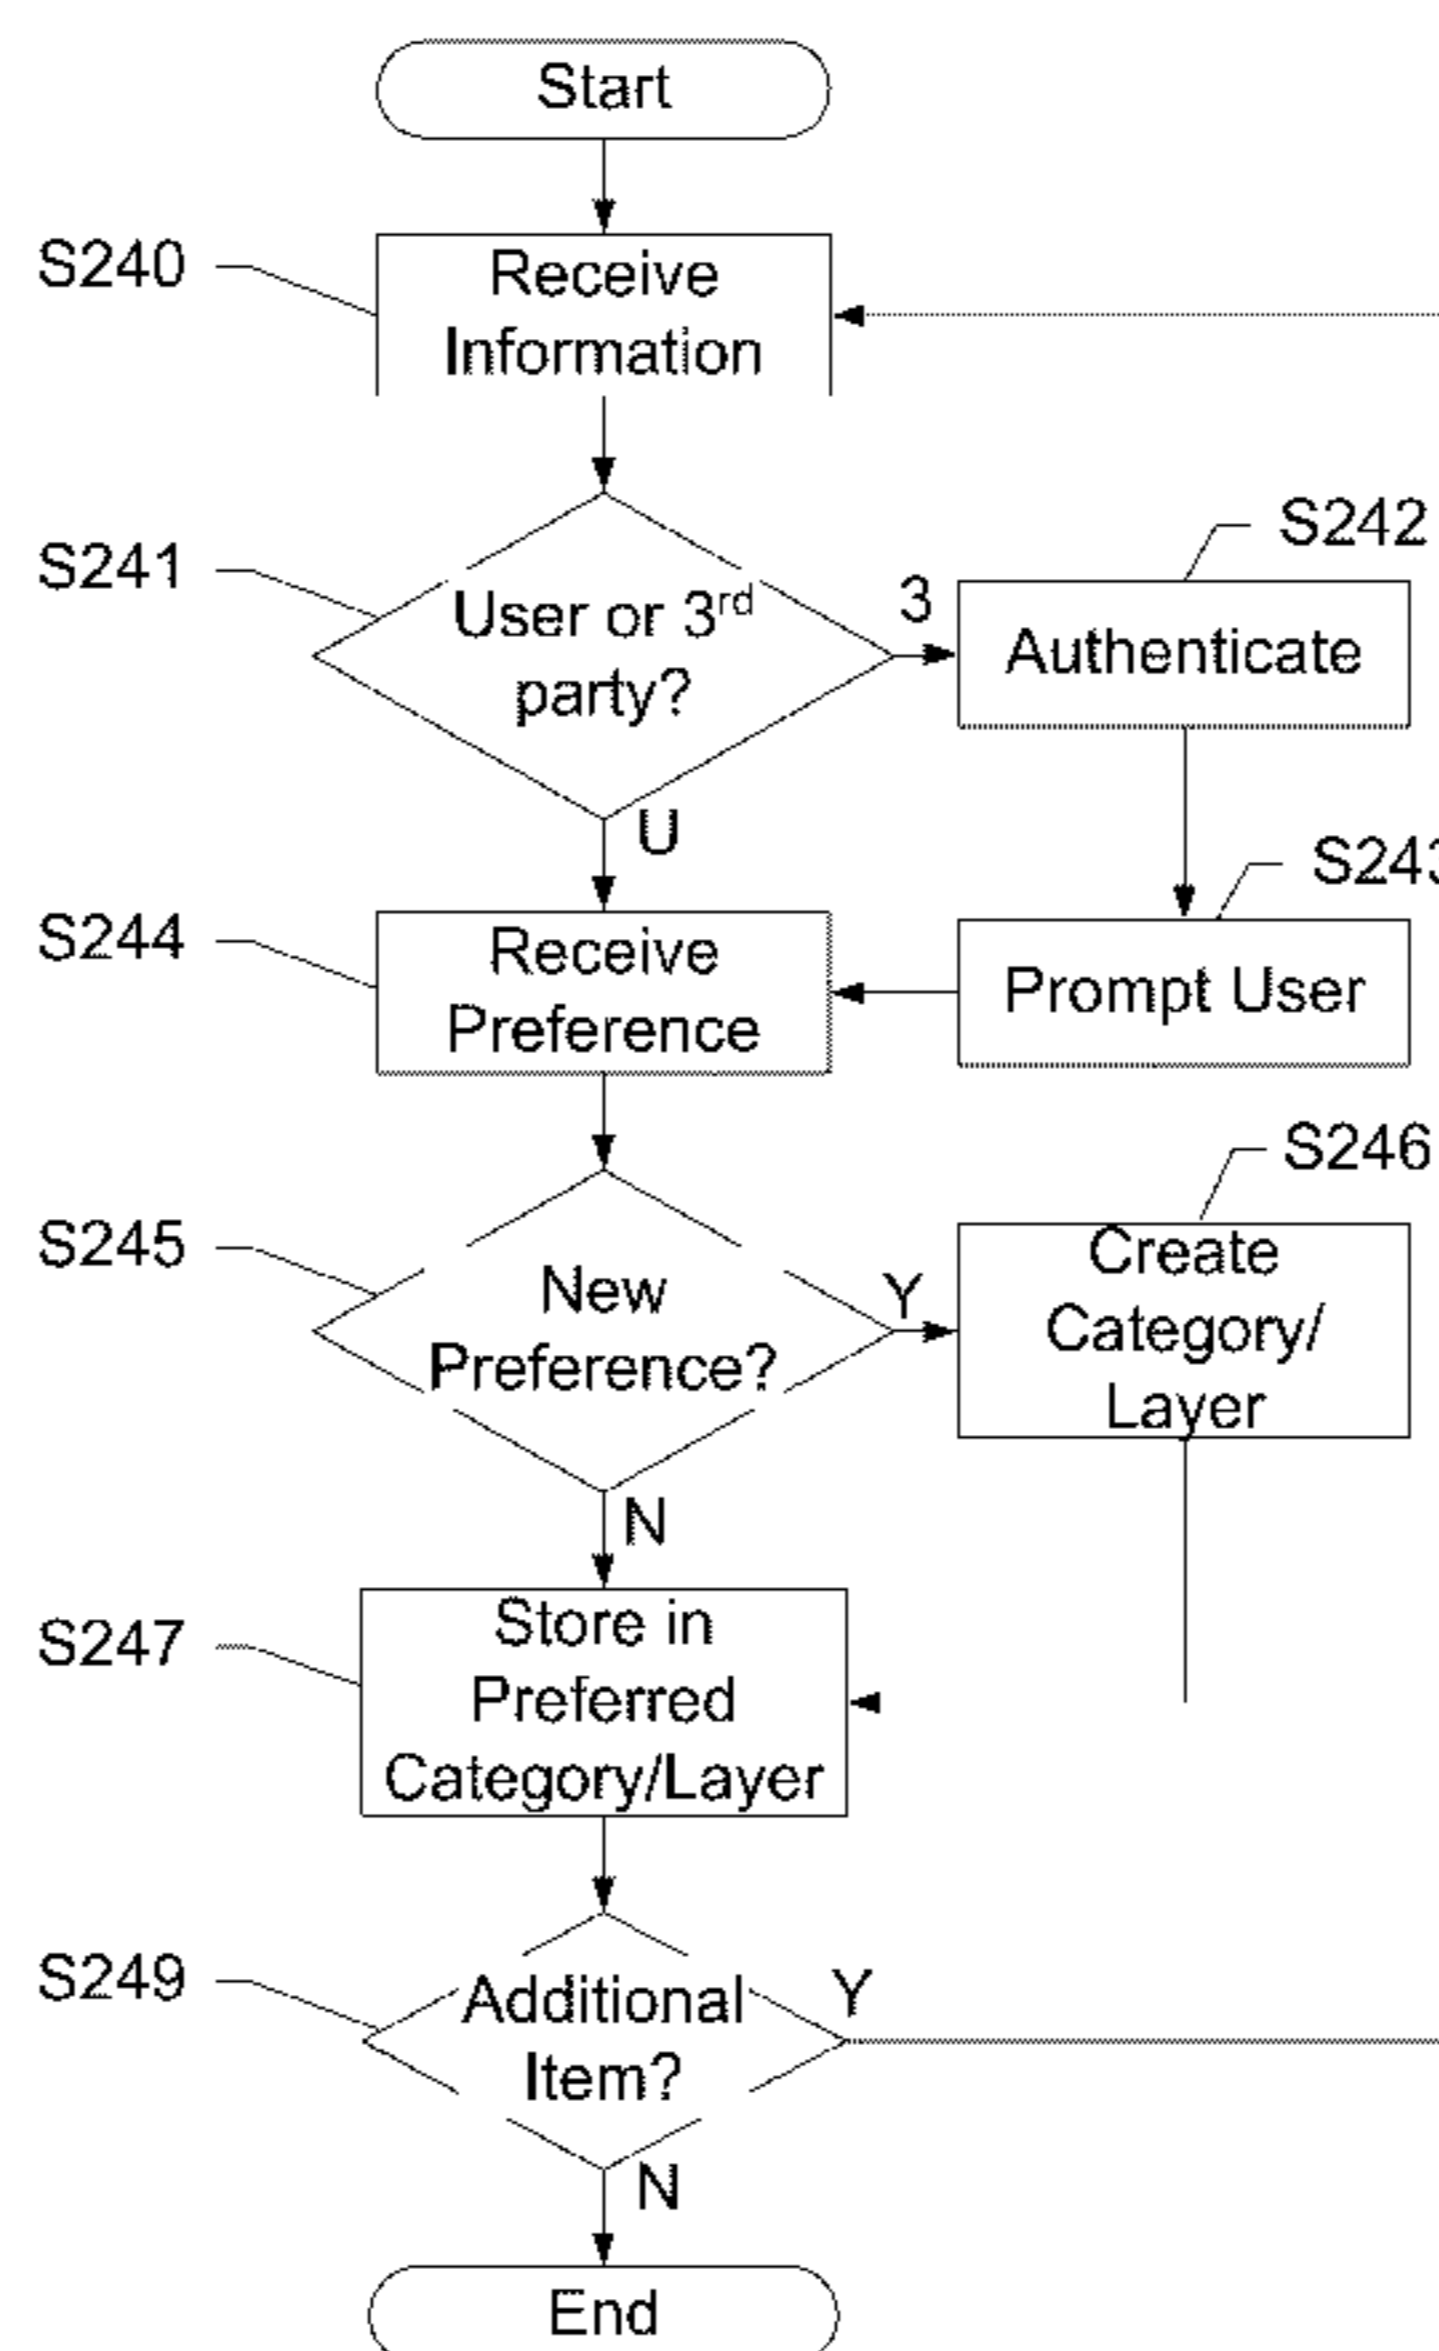 Start
S240
Receive
Information
S241
User or 3rd
party?
3
S242
Authenticate
U
S243
S244
Receive
Preference
Prompt User
S245
New
Preference?
Y
S246
Create
Category/
Layer
N
S247
Store in
Preferred
Category/Layer
S249
Additional
Item?
Y
N
End